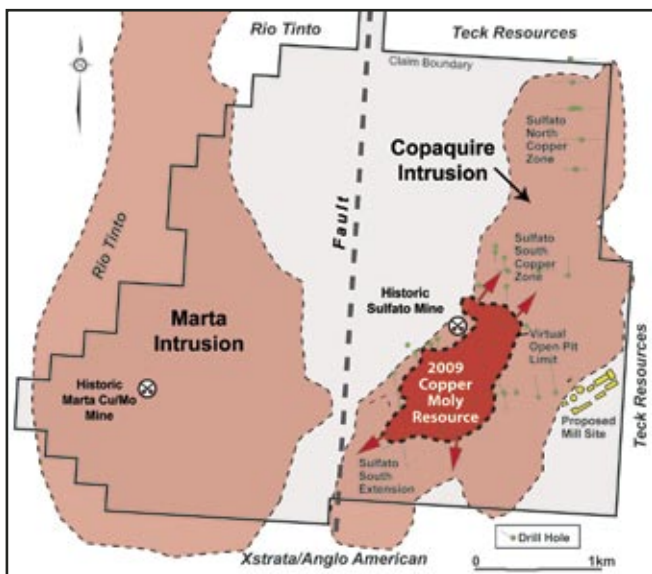 Rio Tinto
Teck Resources
Claim Boundary
Sulfato
North
Copper
Zone
Copaquire
Intrusion
Rio Tinto
Fault
Sulfato
South
Copper
Zone
Historic
Sulfato Mine
Marta
Intrusion
Virtual
Open Pit
Limit
2009
Copper
Moly
Resource
Historic
Marta Cu/Mo
Mine
Proposed
Mill Site
Teck Resources
Sulfato
South
Extension
Drill Hole
Xstrata/Anglo American
0 1km